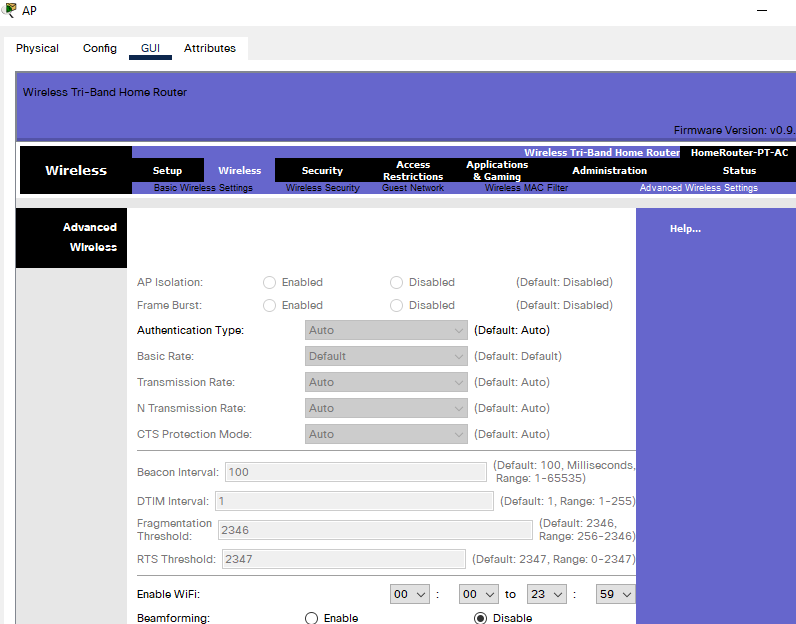 AP
Physical Config GUI Attributes
Wireless Tri-Band Home Router
Firmware Version: v0.9.
Wireless Tri-Band Home Router HomeRouter-PT-AC
Wireless Setup Wireless Security Access Restrictions Applications & Gaming Administration Status
Basic Wireless Settings Wireless Security Guest Network Wireless MAC Filter Advanced Wireless Settings
Advanced
Wireless
Help...
AP Isolation: Enabled Disabled (Default: Disabled)
Frame Burst: Enabled Disabled (Default: Disabled)
Authentication Type: Auto (Default: Auto)
Basic Rate: Default (Default: Default)
Transmission Rate: Auto (Default: Auto)
N Transmission Rate: Auto (Default: Auto)
CTS Protection Mode: Auto (Default: Auto)
Beacon Interval: 100 (Default: 100, Milliseconds,
Range: 1-65535)
DTIM Interval: 1 (Default: 1, Range: 1-255)
Fragmentation
Threshold: 2346 (Default: 2346,
Range: 256-2346)
RTS Threshold: 2347 (Default: 2347, Range: 0-2347)
Enable WiFi: 00 : 00 to 23 : 59
Beamforming: Enable Disable